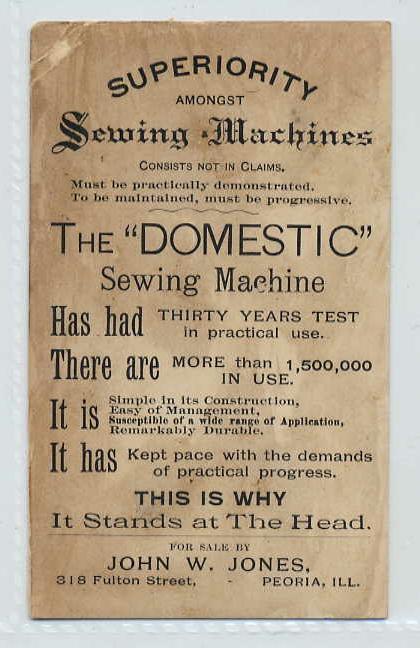 SUPERIORITY
AMONGST
Sewing Machines
CONSISTS NOT IN CLAIMS.
Must be practically demonstrated.
To be maintained, must be progressive.
THE "DOMESTIC"
Sewing Machine
Has had THIRTY YEARS TEST
in practical use.
There are MORE than 1,500,000
IN USE.
It is Simple in its Construction,
Easy of Management,
Susceptible of a wide range of Application,
Remarkably Durable.
It has Kept pace with the demands
of practical progress.
THIS IS WHY
It Stands at The Head.
FOR SALE BY
JOHN W. JONES,
318 Fulton Street, - PEORIA, ILL.